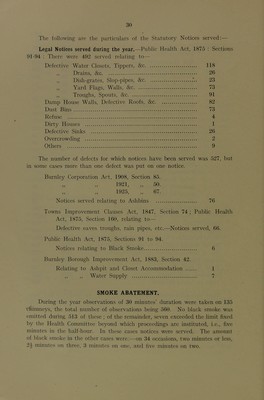 30
The following are the particulars of the Statutory Notices served:—
Legal Notices served during the year.—Public Health Act, 1875 : Sections
91-94 : There were 492 served relating to—
Defective Water Closets, Tippers, &c. ........ 118
,, Drains, &c. ........ 26
,, Dish-grates, Slop-pipes, &c. ........ 23
,, Yard Flags, Walls, &c. ........ 73
,, Troughs, Spouts, &c. ........ 91
Damp House Walls, Defective Roofs, &c. ........ 82
Dust Bins ........ 73
Refuse ........ 4
Dirty Houses ........
Defective Sinks ........ 26
Overcrowding ........ 2
Others ........ 9
The number of defects for which notices have been served was 527, but
in some cases more than one defect was put on one notice.
Burnley Corporation Act, 1908, Section 85.
,, ,, 1921, ,, 50.
,, ,, 1925, ,, 87.
Notices served relating to Ashbins ........ 76
Towns Improvement Clauses Act, 1847, Section 74 ; Public Health
Act, 1875, Section 160, relating to—
Defective eaves troughs, rain pipes, etc.—Notices served, 66.
Public Health Act, 1875, Sections 91 to 94.
Notices relating to Black Smoke ........ 6
Burnley Borough Improvement Act, 1883, Section 42.
Relating to Ashpit and Closet Accommodation ........ 1
,, ,, Water Supply ........ 7
SMOKE ABATEMENT.
During the year observations of 30 minutes' duration were taken on 135
chimneys, the total number of observations being 560. No black smoke was
emitted during 515 of these ; of the remainder, seven exceeded the limit fixed
by the Health Committee beyond which proceedings are instituted, i.e., five
minutes in the half-hour. In those cases notices were served. The amount
of black smoke in the other cases were:—on 34 occasions, two minutes or less,
2½ minutes on three, 3 minutes on one, and five minutes on two.